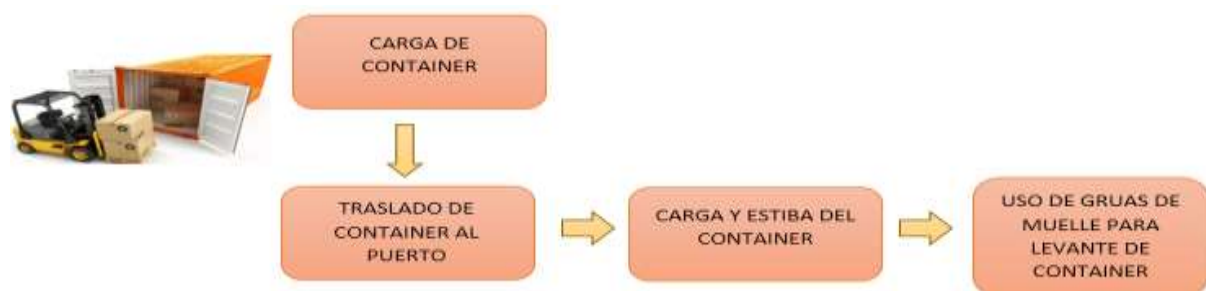 CARGA DE
CONTAINER
TRASLADO DE
CONTAINER AL
PUERTO
CARGA Y ESTIBA DEL
CONTAINER
USO DE GRUAS DE
MUELLE PARA
LEVANTE DE
CONTAINER